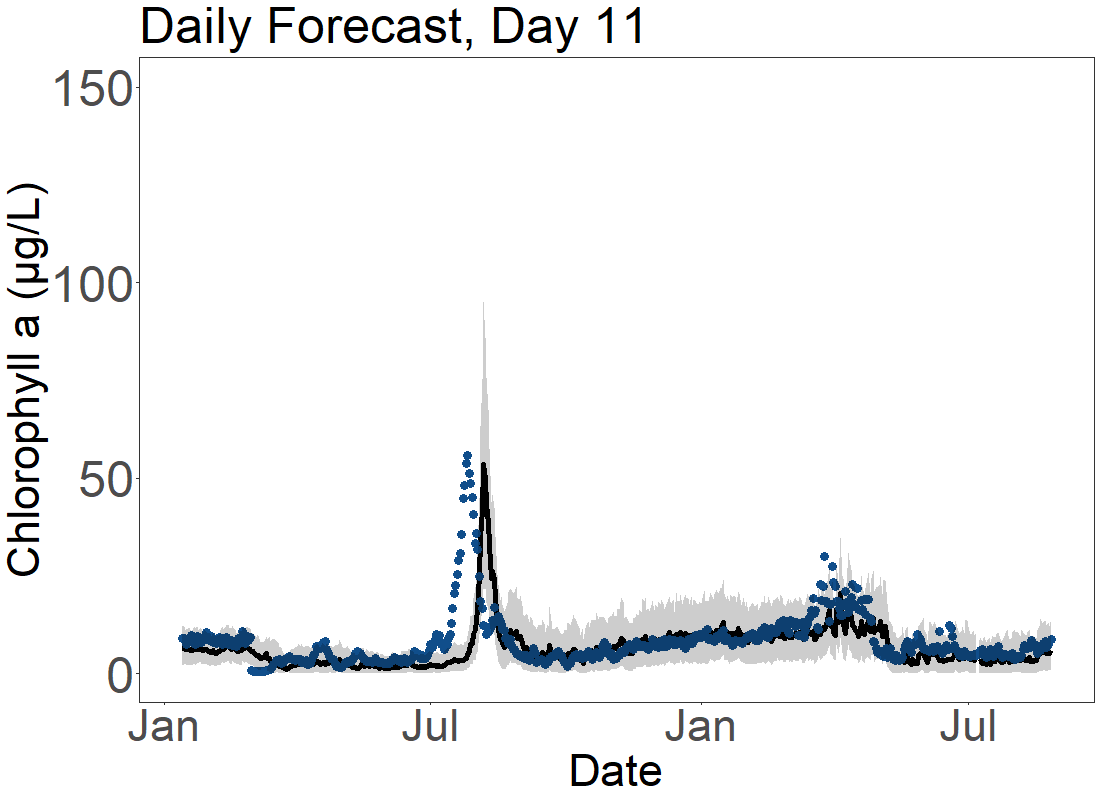 Daily Forecast, Day 11
150
100
50
0
Chlorophyll a (µg/L)
Jan Jul Jan Jul
Date